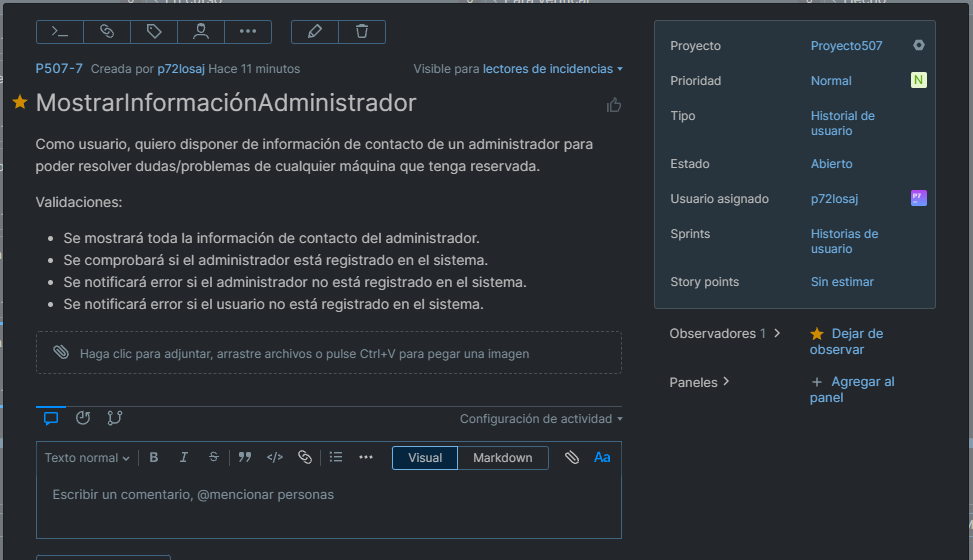 P507-7 Creada por p72losaj Hace 11 minutos
Visible para lectores de incidencias
MostrarInformaciónAdministrador
Como usuario, quiero disponer de información de contacto de un administrador para
poder resolver dudas/problemas de cualquier máquina que tenga reservada.
Validaciones:
• Se mostrará toda la información de contacto del administrador.
• Se comprobará si el administrador está registrado en el sistema.
• Se notificará error si el administrador no está registrado en el sistema.
• Se notificará error si el usuario no está registrado en el sistema.
Haga clic para adjuntar, arrastre archivos o pulse Ctrl+V para pegar una imagen
Configuración de actividad
Texto normal B I S </> Visual Markdown Aa
Escribir un comentario, @mencionar personas
Proyecto Proyecto507
Prioridad Normal N
Tipo Historial de
usuario
Estado Abierto
Usuario asignado p72losaj P7
Sprints Historias de
usuario
Story points Sin estimar
Observadores 1 Dejar de
observar
Paneles + Agregar al
panel